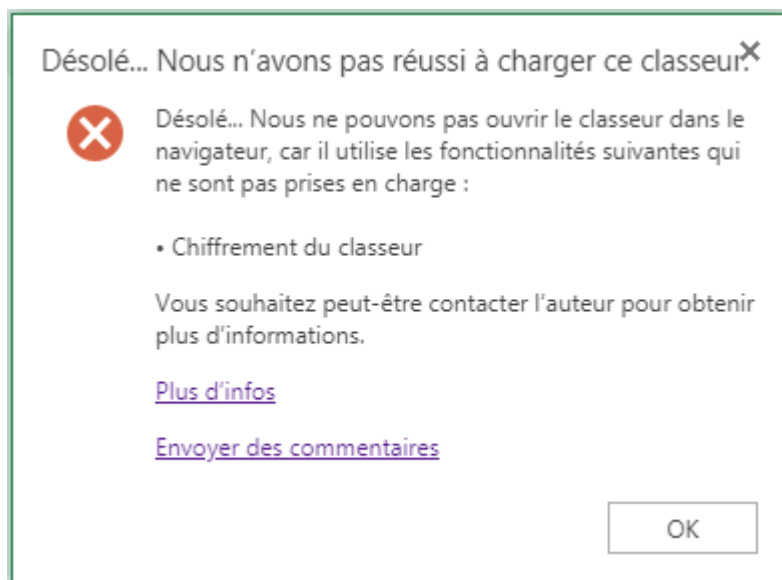 Désolé... Nous n’avons pas réussi à charger ce classeur.
Désolé... Nous ne pouvons pas ouvrir le classeur dans le
navigateur, car il utilise les fonctionnalités suivantes qui
ne sont pas prises en charge :
• Chiffrement du classeur
Vous souhaitez peut-être contacter l’auteur pour obtenir
plus d’informations.
Plus d’infos
Envoyer des commentaires
OK